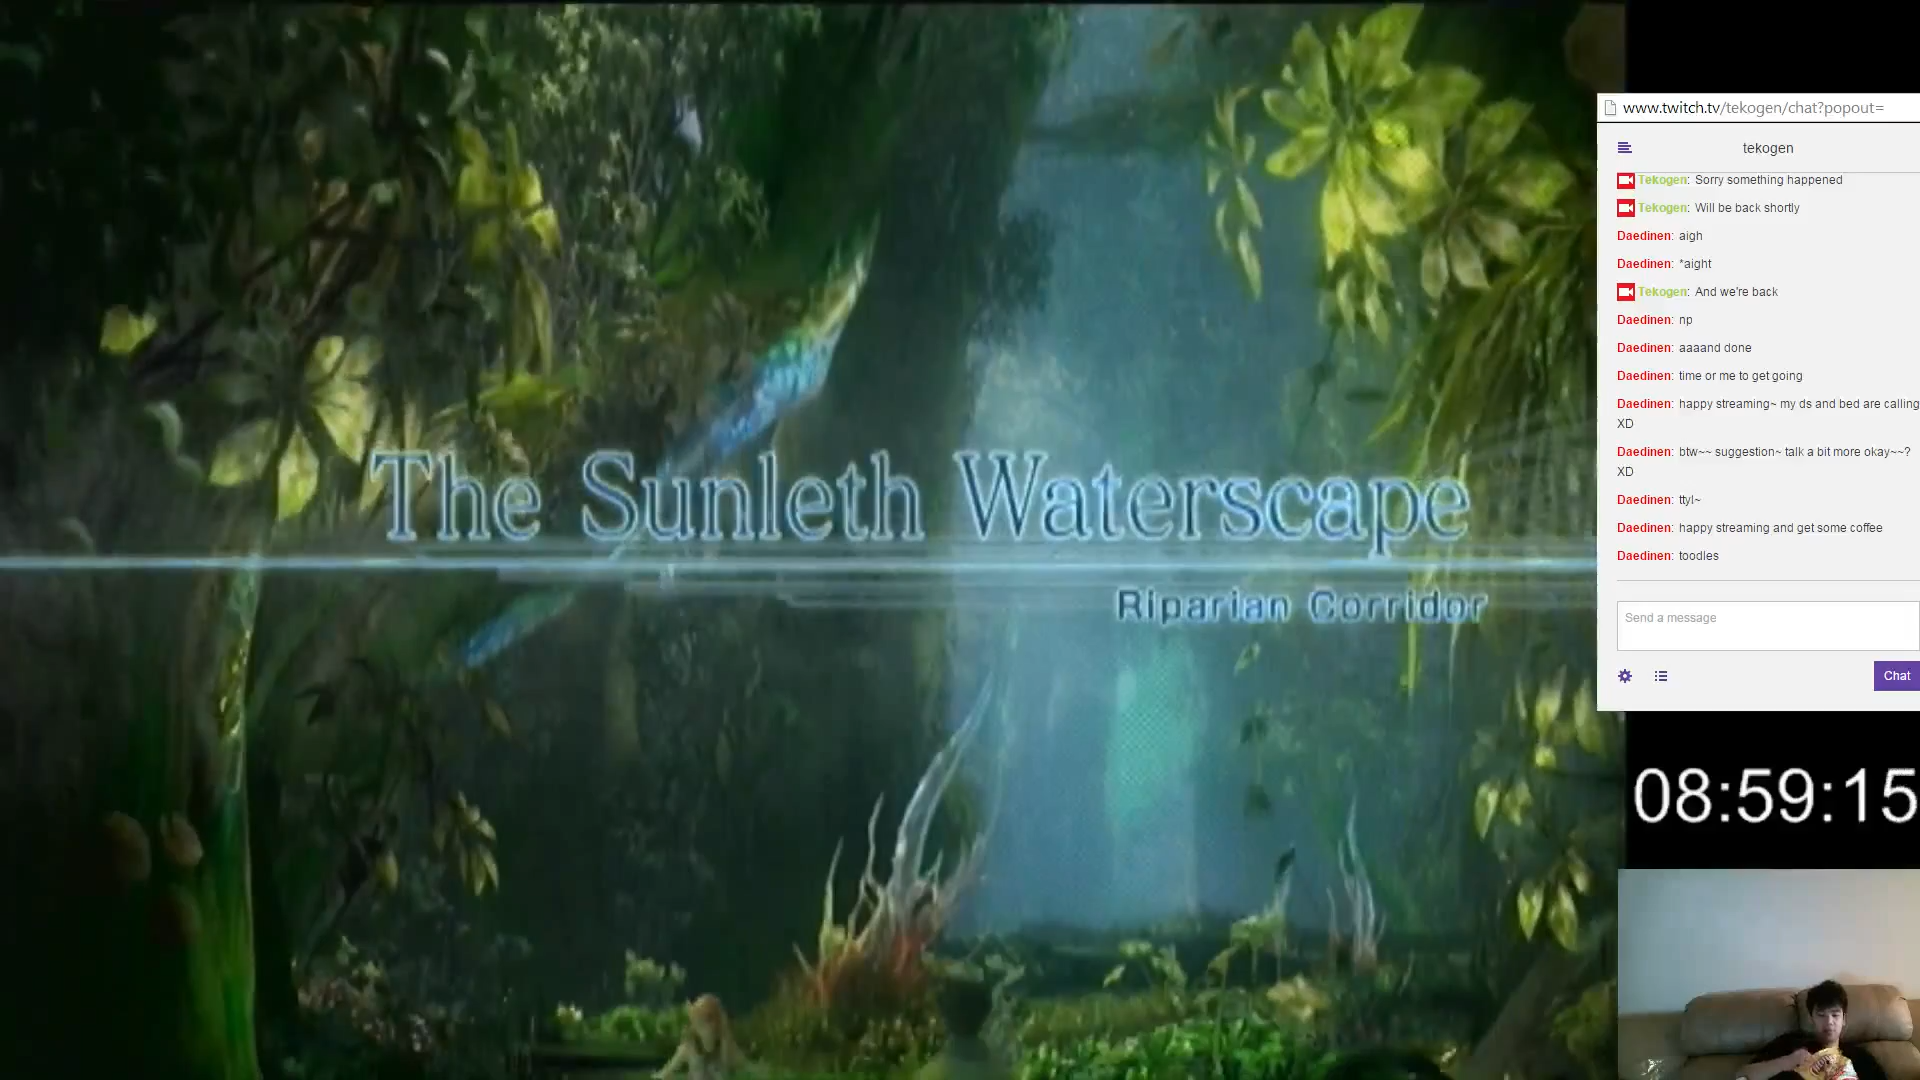 The Sunleth Waterscape
Riparian Corridor
www.twitch.tv/tekogen/chat?popout=
tekogen
Tekogen: Sorry something happened
Tekogen: Will be back shortly
Daedinen: aigh
Daedinen: *aight
Tekogen: And we're back
Daedinen: np
Daedinen: aaaand done
Daedinen: time or me to get going
Daedinen: happy streaming~ my ds and bed are calling
XD
Daedinen: btw~~ suggestion~ talk a bit more okay~~?
XD
Daedinen: ttyl~
Daedinen: happy streaming and get some coffee
Daedinen: toodles
Send a message
Chat
08:59:15